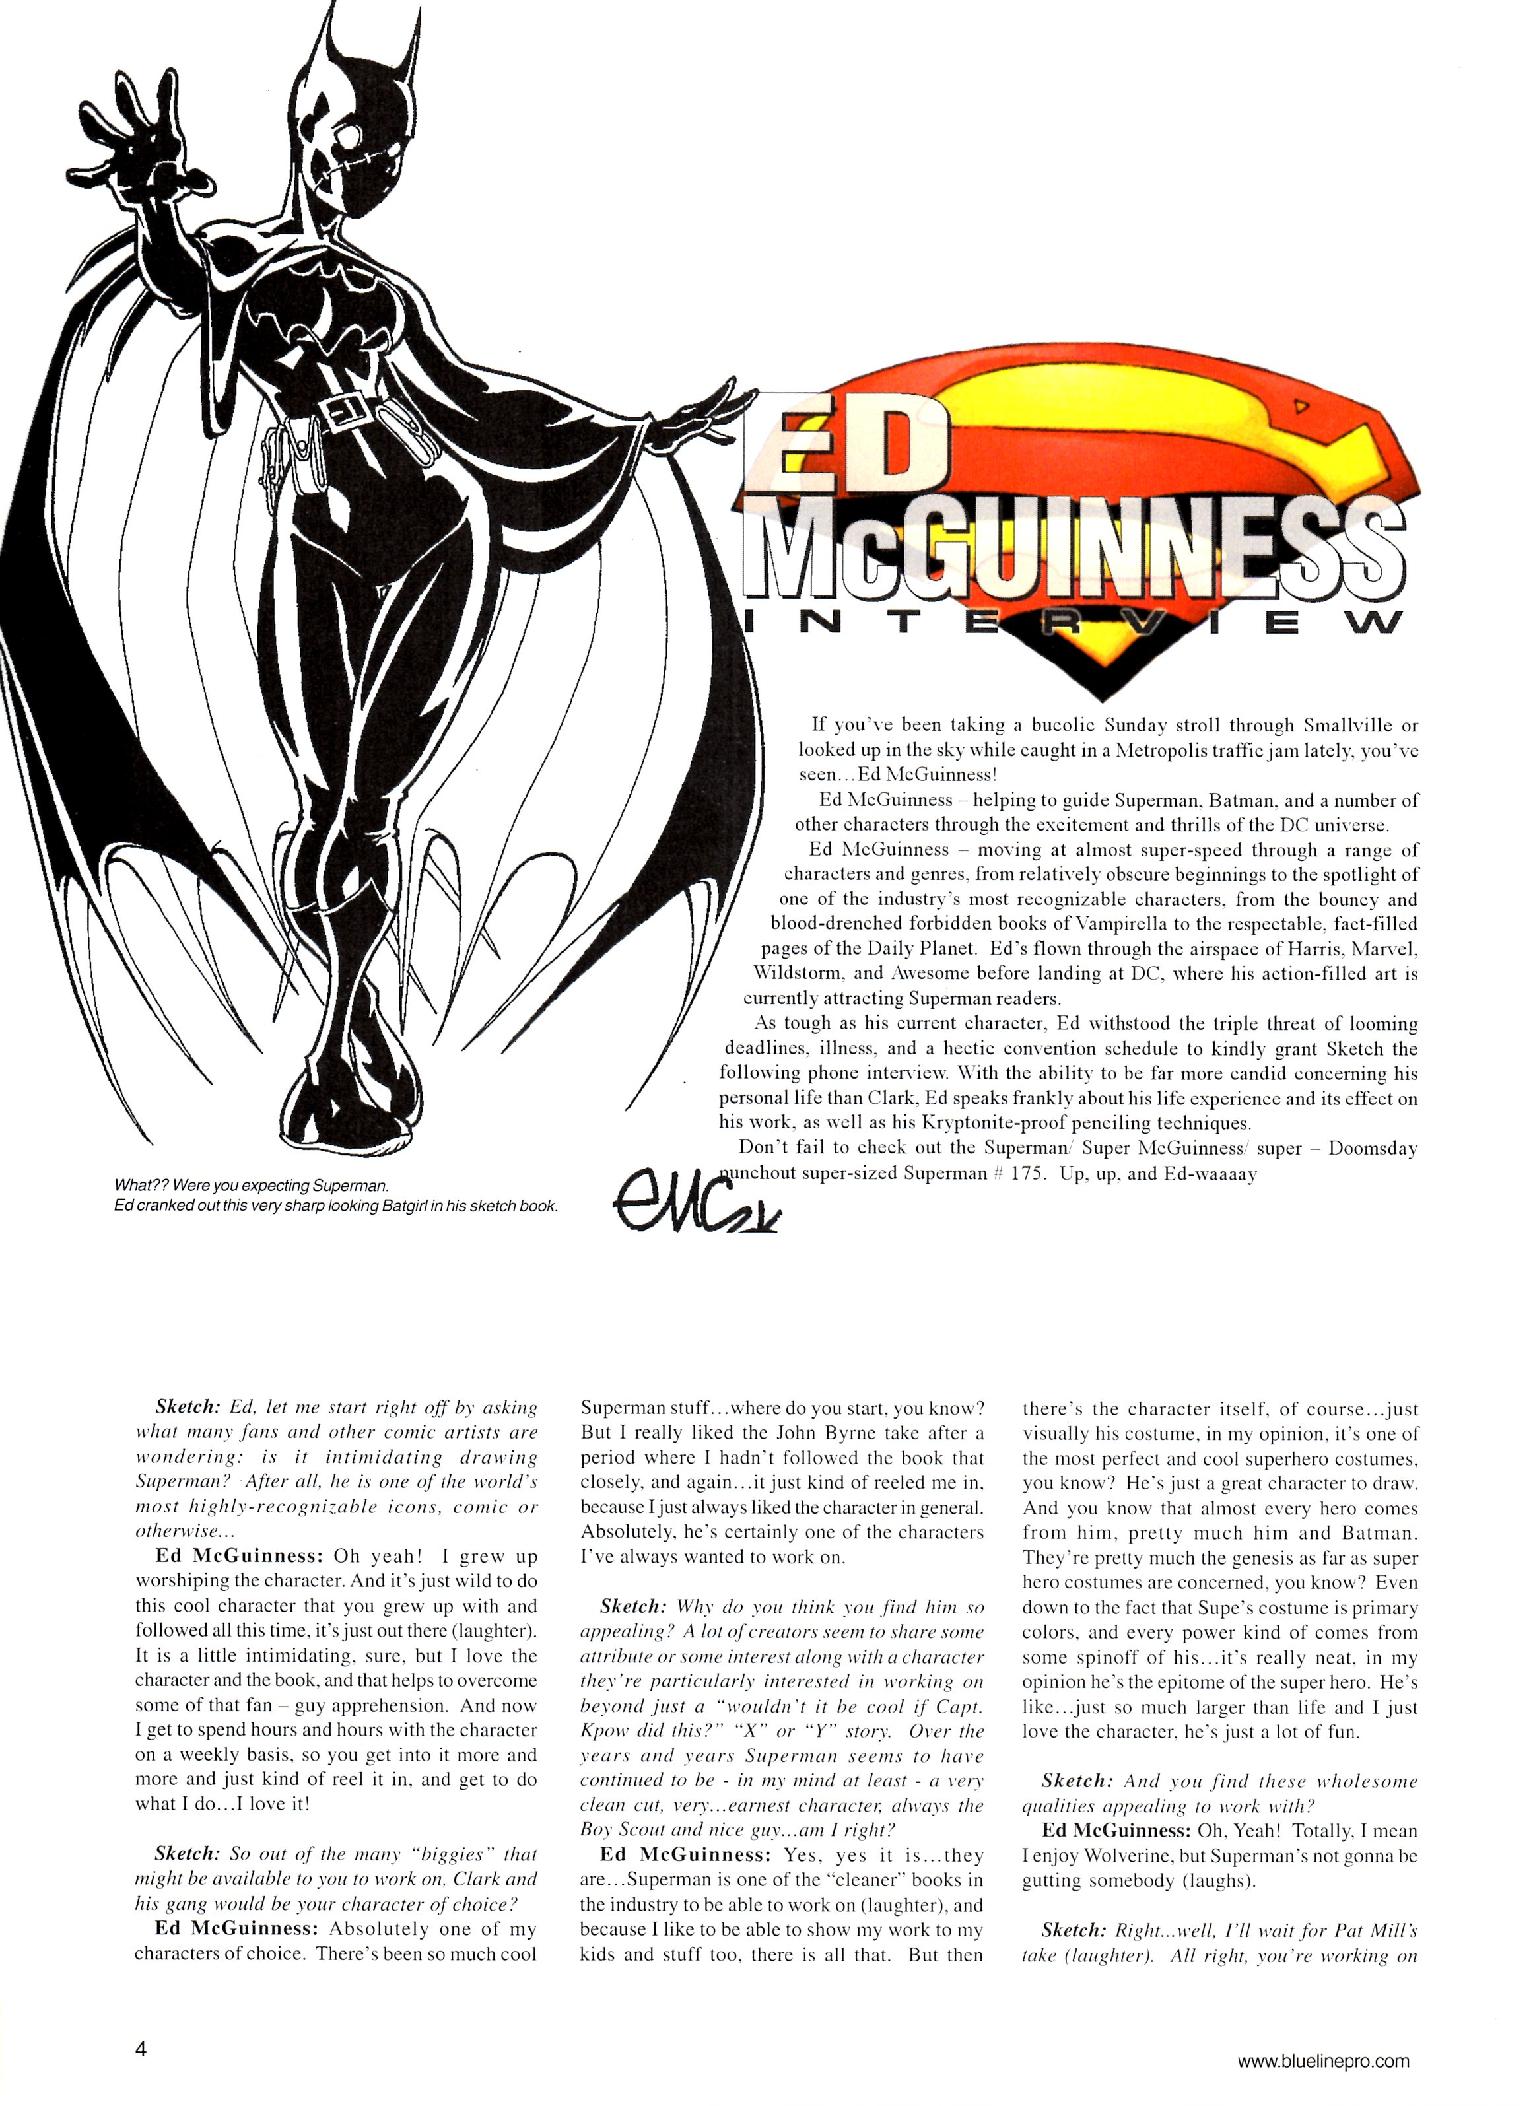 ED
McGUINNESS
INTERVIEW
If you've been taking a bucolic Sunday stroll through Smallville or
looked up in the sky while caught in a Metropolis traffic jam lately, you've
seen…Ed McGuinness!
Ed McGuinness – helping to guide Superman, Batman, and a number of
other characters through the excitement and thrills of the DC universe.
Ed McGuinness – moving at almost super-speed through a range of
characters and genres, from relatively obscure beginnings to the spotlight of
one of the industry's most recognizable characters, from the bouncy and
blood-drenched forbidden books of Vampirella to the respectable, fact-filled
pages of the Daily Planet. Ed's flown through the airspace of Harris, Marvel,
Wildstorm, and Awesome before landing at DC, where his action-filled art is
currently attracting Superman readers.
As tough as his current character, Ed withstood the triple threat of looming
deadlines, illness, and a hectic convention schedule to kindly grant Sketch the
following phone interview. With the ability to be far more candid concerning his
personal life than Clark, Ed speaks frankly about his life experience and its effect on
his work, as well as his Kryptonite-proof penciling techniques.
Don't fail to check out the Superman/ Super McGuinness/ super – Doomsday
punchout super-sized Superman # 175. Up, up, and Ed-waaaay
What?? Were you expecting Superman.
Ed cranked out this very sharp looking Batgirl in his sketch book.
Sketch: Ed, let me start right off by asking
what many fans and other comic artists are
wondering: is it intimidating drawing
Superman? After all, he is one of the world's
most highly-recognizable icons, comic or
otherwise…
Ed McGuinness: Oh yeah! I grew up
worshiping the character. And it's just wild to do
this cool character that you grew up with and
followed all this time, it's just out there (laughter).
It is a little intimidating, sure, but I love the
character and the book, and that helps to overcome
some of that fan – guy apprehension. And now
I get to spend hours and hours with the character
on a weekly basis, so you get into it more and
more and just kind of reel it in, and get to do
what I do…I love it!
Sketch: So out of the many "biggies" that
might be available to you to work on, Clark and
his gang would be your character of choice?
Ed McGuinness: Absolutely one of my
characters of choice. There's been so much cool
Superman stuff…where do you start, you know?
But I really liked the John Byrne take after a
period where I hadn't followed the book that
closely, and again…it just kind of reeled me in,
because I just always liked the character in general.
Absolutely, he's certainly one of the characters
I've always wanted to work on.
Sketch: Why do you think you find him so
appealing? A lot of creators seem to share some
attribute or some interest along with a character
they're particularly interested in working on
beyond just a "wouldn't it be cool if Capt.
Kpow did this?" "X" or "Y" story. Over the
years and years Superman seems to have
continued to be - in my mind at least - a very
clean cut, very…earnest character, always the
Boy Scout and nice guy…am I right?
Ed McGuinness: Yes, yes it is…they
are…Superman is one of the "cleaner" books in
the industry to be able to work on (laughter), and
because I like to be able to show my work to my
kids and stuff too, there is all that. But then
there's the character itself, of course…just
visually his costume, in my opinion, it's one of
the most perfect and cool superhero costumes,
you know? He's just a great character to draw.
And you know that almost every hero comes
from him, pretty much him and Batman.
They're pretty much the genesis as far as super
hero costumes are concerned, you know? Even
down to the fact that Supe's costume is primary
colors, and every power kind of comes from
some spinoff of his…it's really neat, in my
opinion he's the epitome of the super hero. He's
like…just so much larger than life and I just
love the character, he's just a lot of fun.
Sketch: And you find these wholesome
qualities appealing to work with?
Ed McGuinness: Oh, Yeah! Totally, I mean
I enjoy Wolverine, but Superman's not gonna be
gutting somebody (laughs).
Sketch: Right…well, I'll wait for Pat Mill's
take (laughter). All right, you're working on
4
www.bluelinepro.com